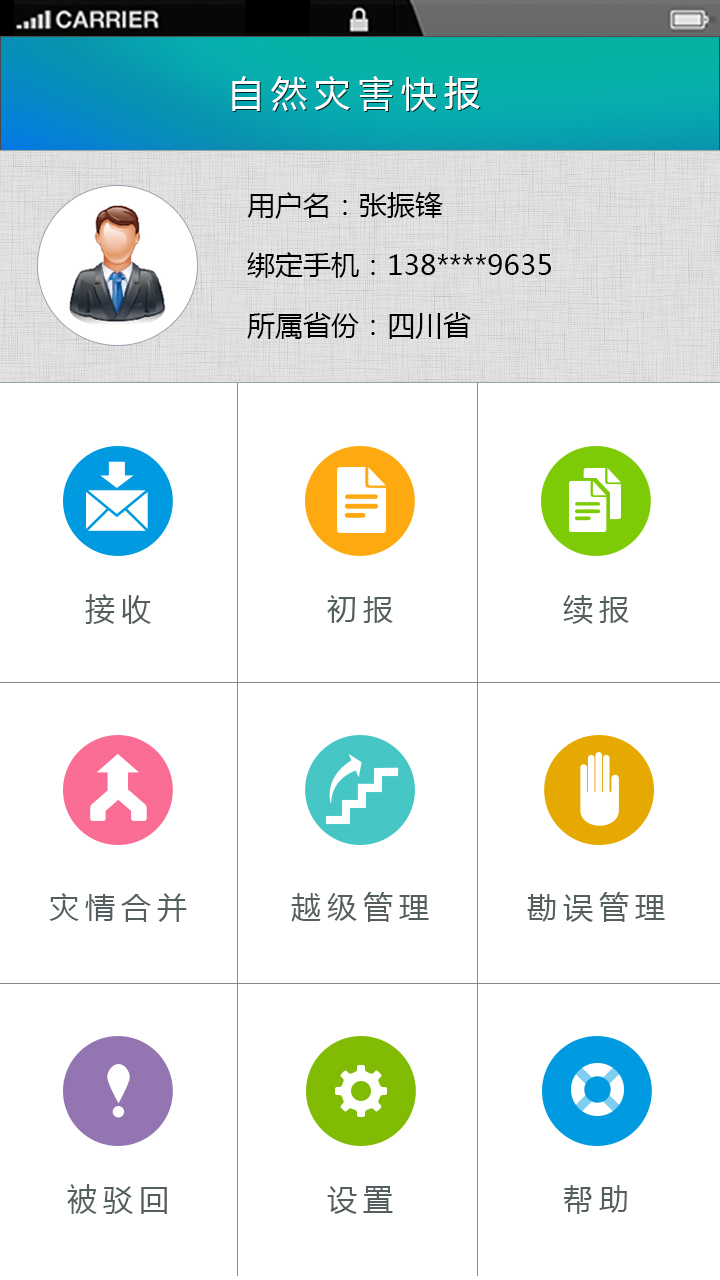 CARRIER
自然灾害快报
用户名：张振锋
绑定手机：138****9635
所属省份：四川省
接收
初报
续报
灾情合并
越级管理
勘误管理
被驳回
设置
帮助